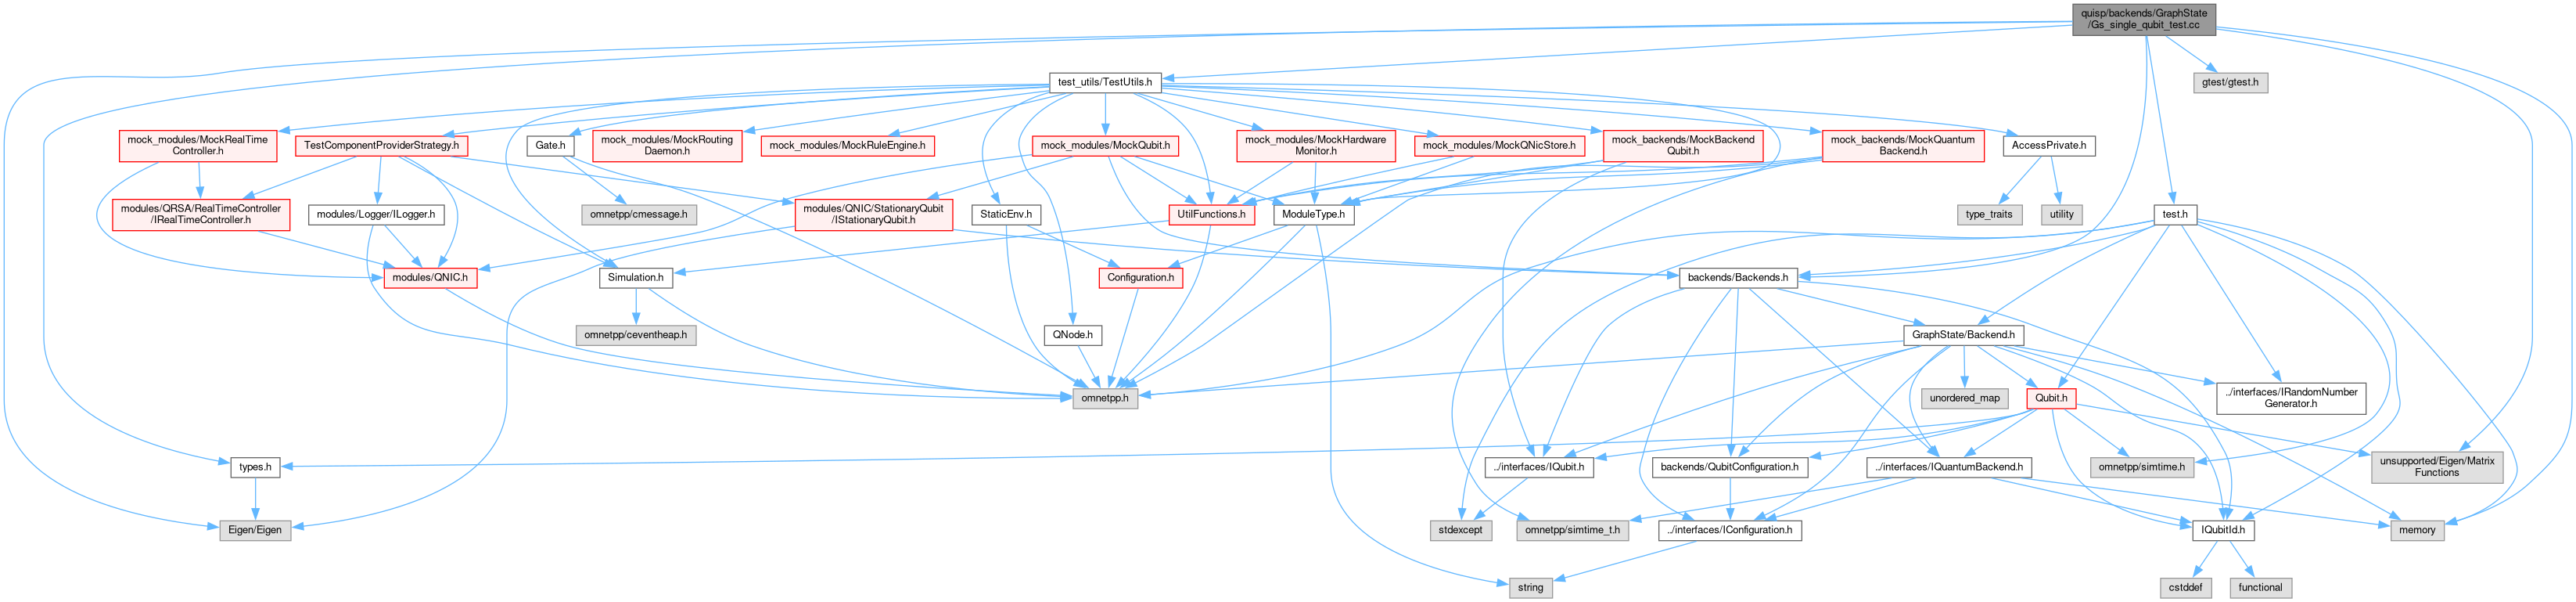 quisp/backends/GraphState
/Gs_single_qubit_test.cc
test_utils/TestUtils.h
gtest/gtest.h
mock_modules/MockRealTime
Controller.h
TestComponentProviderStrategy.h
Gate.h
mock_modules/MockRouting
Daemon.h
mock_modules/MockRuleEngine.h
mock_modules/MockQubit.h
mock_modules/MockHardware
Monitor.h
mock_modules/MockQNicStore.h
mock_backends/MockBackend
Qubit.h
mock_backends/MockQuantum
Backend.h
AccessPrivate.h
modules/QRSA/RealTimeController
/IRealTimeController.h
modules/Logger/ILogger.h
omnetpp/cmessage.h
modules/QNIC/StationaryQubit
/IStationaryQubit.h
StaticEnv.h
UtilFunctions.h
ModuleType.h
type_traits
utility
test.h
modules/QNIC.h
Simulation.h
Configuration.h
backends/Backends.h
omnetpp/ceventheap.h
QNode.h
GraphState/Backend.h
omnetpp.h
unordered_map
Qubit.h
../interfaces/IRandomNumber
Generator.h
types.h
../interfaces/IQubit.h
backends/QubitConfiguration.h
../interfaces/IQuantumBackend.h
omnetpp/simtime.h
unsupported/Eigen/Matrix
Functions
Eigen/Eigen
stdexcept
omnetpp/simtime_t.h
../interfaces/IConfiguration.h
IQubitId.h
memory
string
cstddef
functional